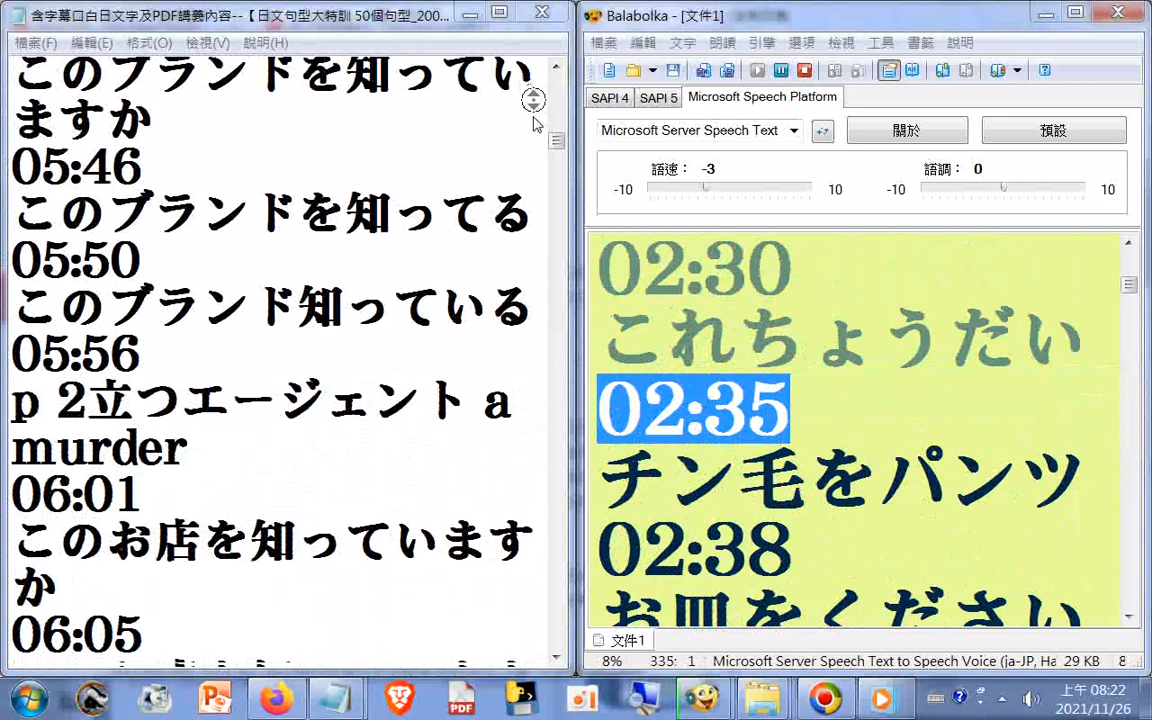 含字幕口白日文字及PDF講義內容--【日文句型大特訓 50個句型_200...
檔案(F) 編輯(E) 格式(O) 檢視(V) 說明(H)
このブランドを知ってい
ますか
05:46
このブランドを知ってる
05:50
このブランド知っている
05:56
p 2立つエージェント a
murder
06:01
このお店を知っています
か
06:05
Balabolka - [文件1]
檔案 編輯 文字 朗讀 引擎 選項 檢視 工具 書籤 說明
SAPI 4 SAPI 5 Microsoft Speech Platform
Microsoft Server Speech Text 關於 預設
語速： -3 語調： 0
-10 10 -10 10
02:30
これちょうだい
02:35
チン毛をパンツ
02:38
お皿をください
文件1
8% 335: 1 Microsoft Server Speech Text to Speech Voice (ja-JP, Ha 29 KB 8
上午 08:22
2021/11/26